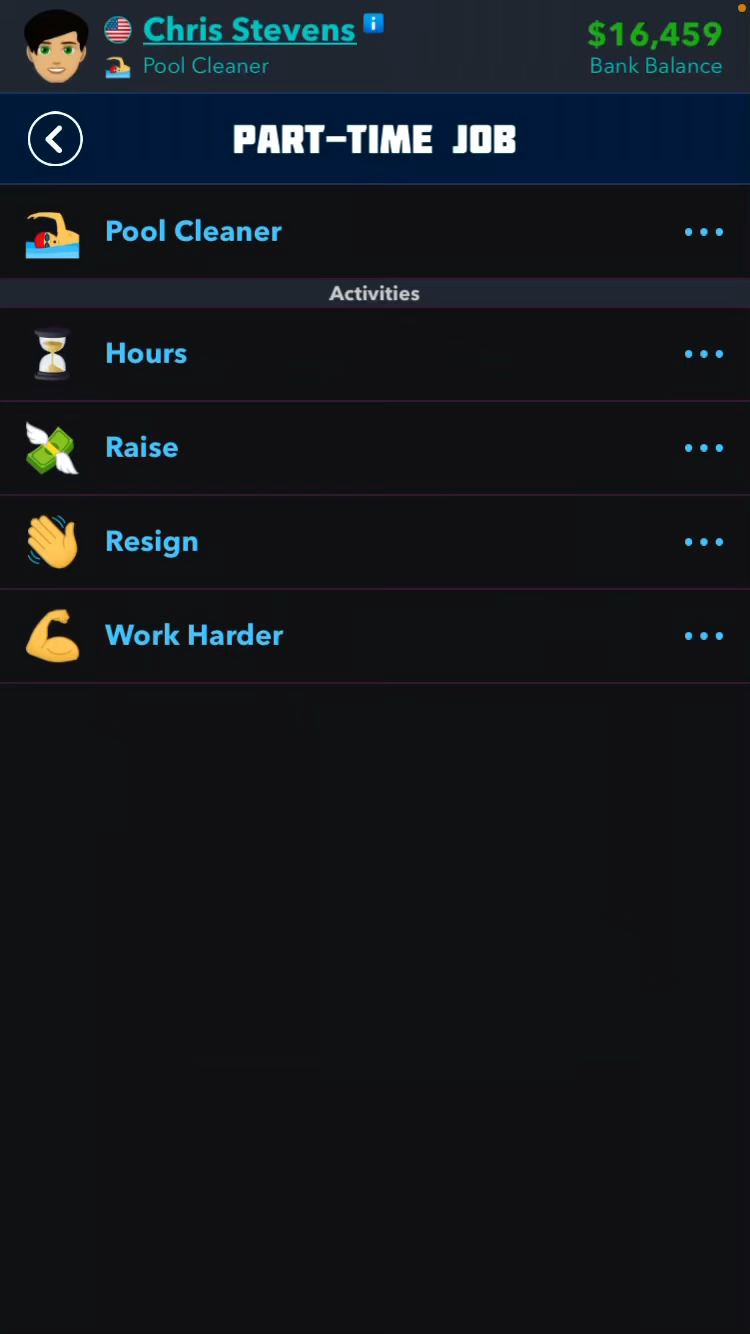 Chris Stevens
$16,459
Pool Cleaner
Bank Balance
PART-TIME JOB
Pool Cleaner
Activities
Hours
Raise
Resign
Work Harder